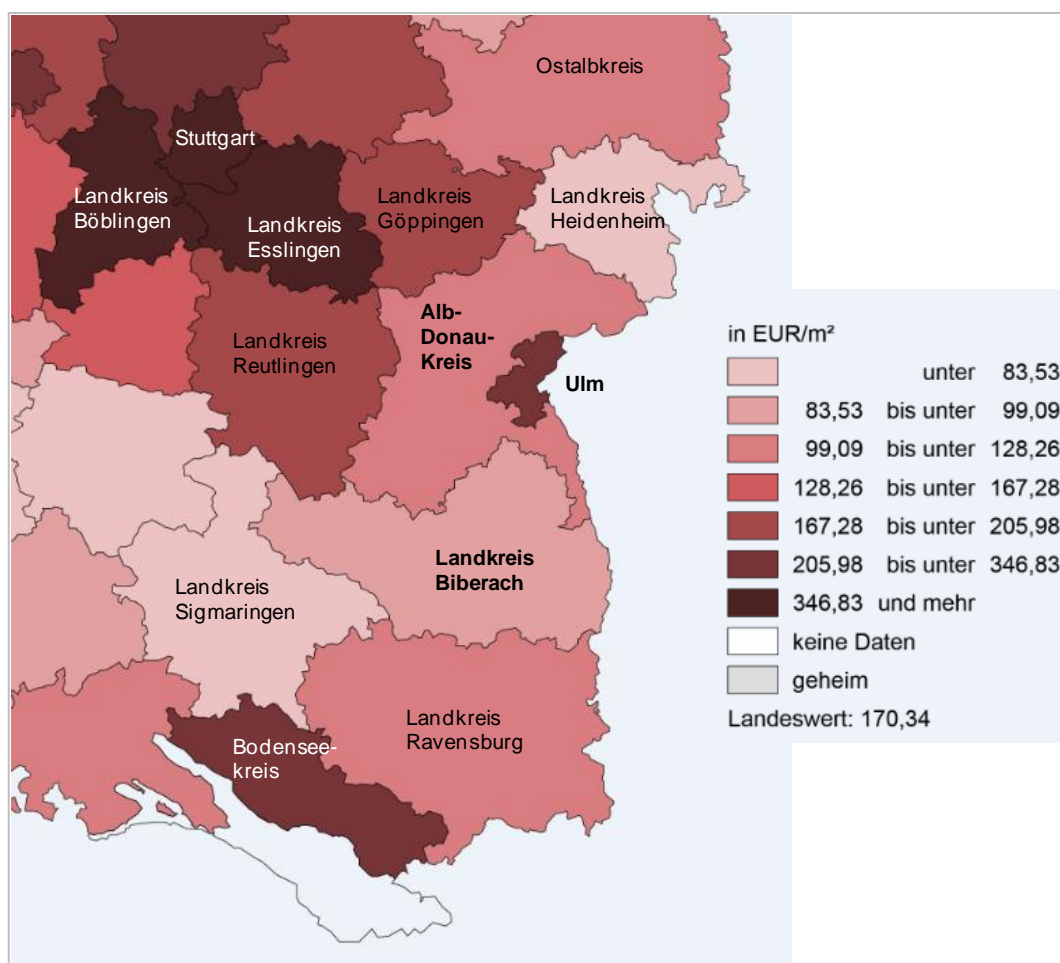 Ostalbkreis
Stuttgart
Landkreis
Böblingen
Landkreis
Esslingen
Landkreis
Göppingen
Landkreis
Heidenheim
Landkreis
Reutlingen
Alb-
Donau-
Kreis
Ulm
Landkreis
Biberach
Landkreis
Sigmaringen
Landkreis
Ravensburg
Bodensee-
kreis
in EUR/m²
unter 83,53
83,53 bis unter 99,09
99,09 bis unter 128,26
128,26 bis unter 167,28
167,28 bis unter 205,98
205,98 bis unter 346,83
346,83 und mehr
keine Daten
geheim
Landeswert: 170,34